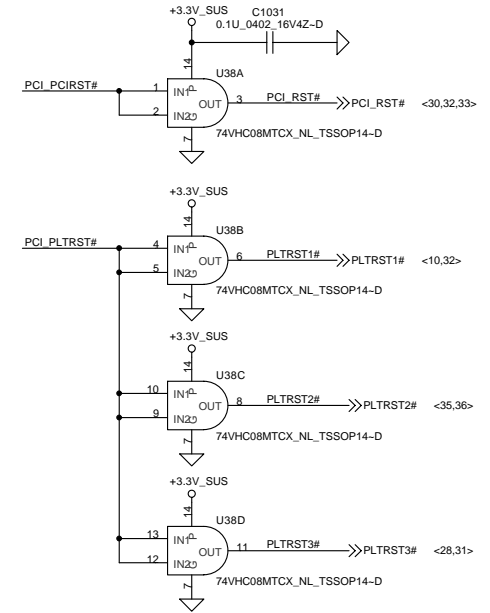 +3.3V_SUS
C1031
0.1U_0402_16V4Z~D
14
U38A
PCI_PCIRST#
1 IN1 P
OUT 3 PCI_RST# PCI_RST# <30,32,33>
2 IN2 G
7
74VHC08MTCX_NL_TSSOP14~D
+3.3V_SUS
14
U38B
PCI_PLTRST#
4 IN1 P
OUT 6 PLTRST1# PLTRST1# <10,32>
5 IN2 G
7
74VHC08MTCX_NL_TSSOP14~D
+3.3V_SUS
14
U38C
10 IN1 P
OUT 8 PLTRST2# PLTRST2# <35,36>
9 IN2 G
7
74VHC08MTCX_NL_TSSOP14~D
+3.3V_SUS
14
U38D
13 IN1 P
OUT 11 PLTRST3# PLTRST3# <28,31>
12 IN2 G
7
74VHC08MTCX_NL_TSSOP14~D